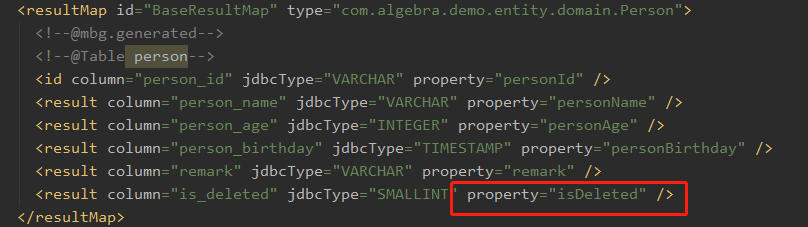 <resultMap id="BaseResultMap" type="com.algebra.demo.entity.domain.Person">
<!--@mbg.generated-->
<!--@Table person-->
<id column="person_id" jdbcType="VARCHAR" property="personId" />
<result column="person_name" jdbcType="VARCHAR" property="personName" />
<result column="person_age" jdbcType="INTEGER" property="personAge" />
<result column="person_birthday" jdbcType="TIMESTAMP" property="personBirthday" />
<result column="remark" jdbcType="VARCHAR" property="remark" />
<result column="is_deleted" jdbcType="SMALLINT" property="isDeleted" />
</resultMap>